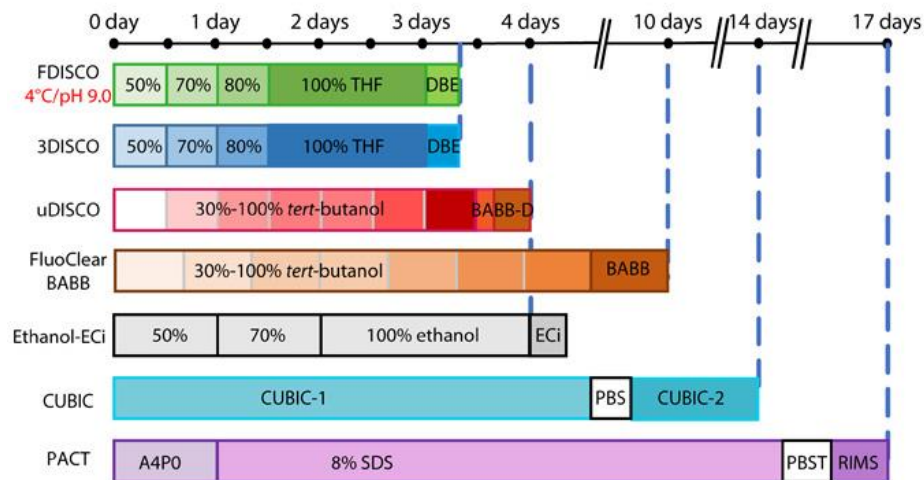 0 day 1 day 2 days 3 days 4 days 10 days 14 days 17 days
FDISCO
4°C/pH 9.0
50% 70% 80% 100% THF DBE
3DISCO 50% 70% 80% 100% THF DBE
uDISCO 30%-100% tert-butanol BABB-D
FluoClear
BABB
30%-100% tert-butanol BABB
Ethanol-ECi 50% 70% 100% ethanol ECi
CUBIC CUBIC-1 PBS CUBIC-2
PACT A4P0 8% SDS PBST RIMS